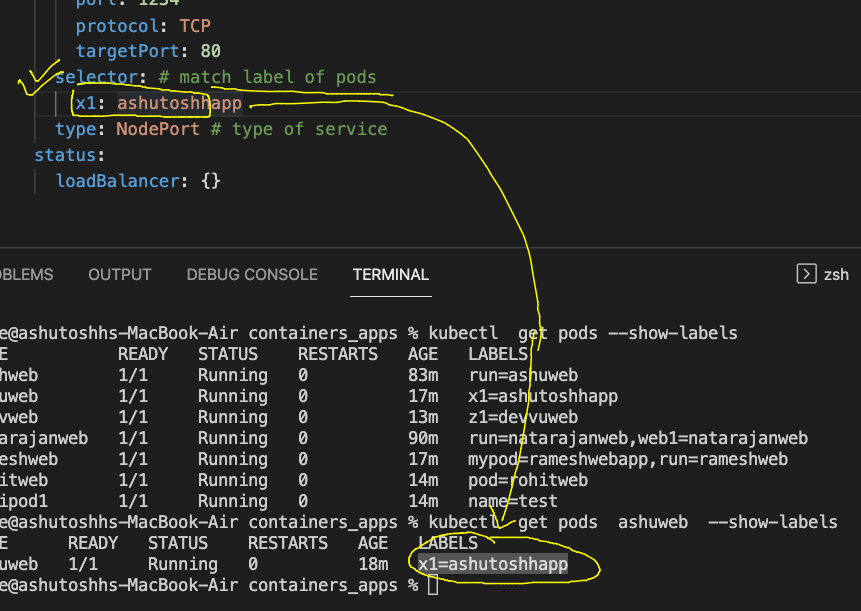 port: 1234
protocol: TCP
targetPort: 80
selector: # match label of pods
x1: ashutoshhapp
type: NodePort # type of service
status:
loadBalancer: {}
OBLEMS OUTPUT DEBUG CONSOLE TERMINAL zsh
e@ashutoshhs-MacBook-Air containers_apps % kubectl  get pods --show-labels
E READY STATUS RESTARTS AGE LABELS
hweb 1/1 Running 0 83m run=ashuweb
uweb 1/1 Running 0 17m x1=ashutoshhapp
vweb 1/1 Running 0 13m z1=devvuweb
arajanweb 1/1 Running 0 90m run=natarajanweb,web1=natarajanweb
eshweb 1/1 Running 0 17m mypod=rameshwebapp,run=rameshweb
itweb 1/1 Running 0 14m pod=rohitweb
ipod1 1/1 Running 0 14m name=test
e@ashutoshhs-MacBook-Air containers_apps % kubectl  get pods  ashuweb  --show-labels
E READY STATUS RESTARTS AGE LABELS
uweb 1/1 Running 0 18m x1=ashutoshhapp
e@ashutoshhs-MacBook-Air containers_apps %